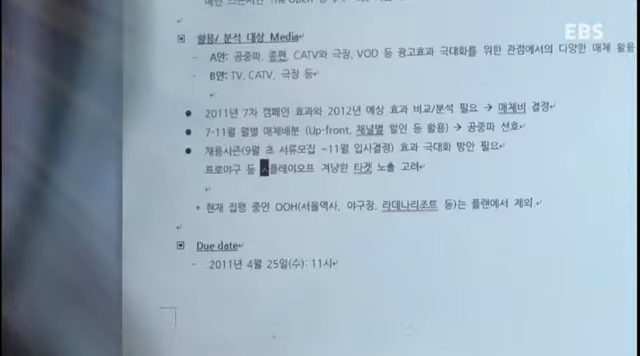 EBS
활용/ 분석 대상 Media
- A안: 공중파, 종편, CATV와 극장, VOD 등 광고효과 극대화를 위한 관점에서의 다양한 매체 활용
- B안: TV, CATV, 극장 등
● 2011년 7차 캠페인 효과와 2012년 예상 효과 비교/분석 필요 → 매체비 결정
● 7-11월 월별 매체배분 (Up-front, 채널별 할인 등 활용) → 공중파 선호
● 채용시즌(9월 초 서류모집 ~11월 입사결정) 효과 극대화 방안 필요
프로야구 등 플레이오프 겨냥한 타겟 노출 고려
* 현재 집행 중인 OOH(서울역사, 야구장, 라데나리조트 등)는 플랜에서 제외
Due date
- 2011년 4월 25일(수): 11시